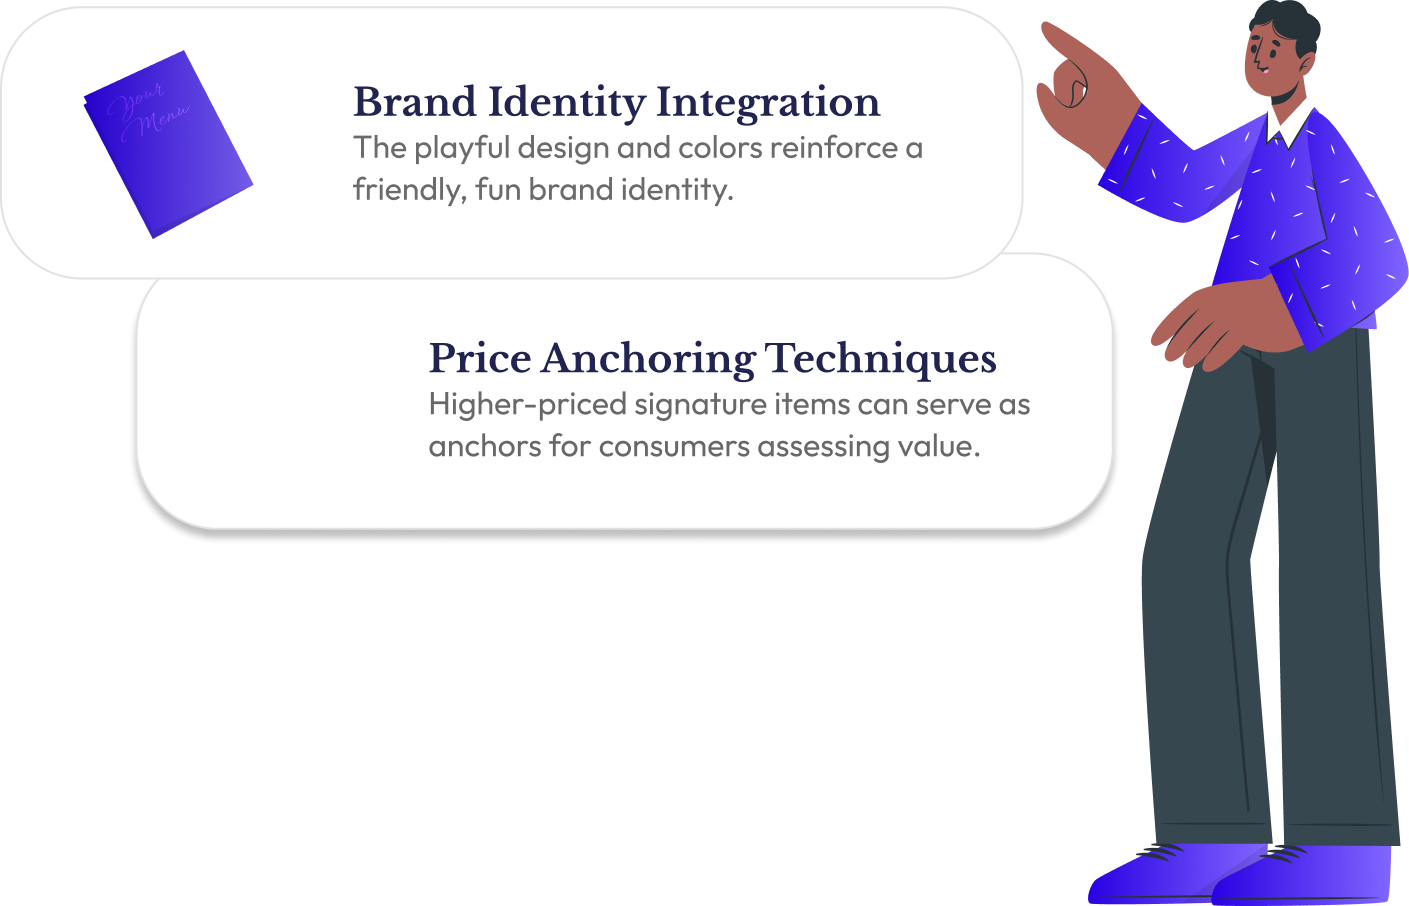 Your
Menu
Brand Identity Integration
The playful design and colors reinforce a
friendly, fun brand identity.
Price Anchoring Techniques
Higher-priced signature items can serve as
anchors for consumers assessing value.